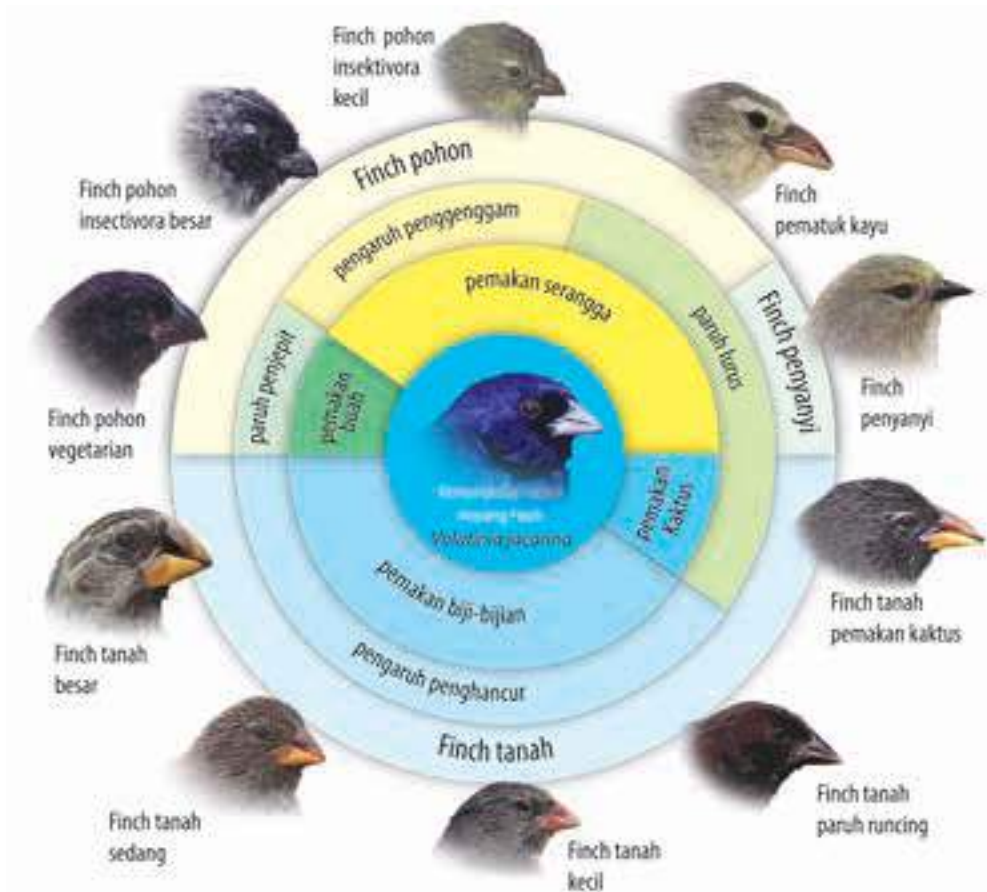 Finch pohon
insektivora
kecil
Finch pohon
insectivora besar
Finch
pematuk kayu
Finch pohon
vegetarian
Finch
penyanyi
Finch tanah
besar
Finch tanah
pemakan kaktus
Finch tanah
sedang
Finch tanah
kecil
Finch tanah
paruh runcing
Finch pohon
Finch penyanyi
Finch tanah
pengaruh penggenggam
paruh lurus
paruh penjepit
pengaruh penghancut
pemakan serangga
pemakan
buah
pemakan
Kaktus
pemakan biji-bijian
Volatinia jacarina